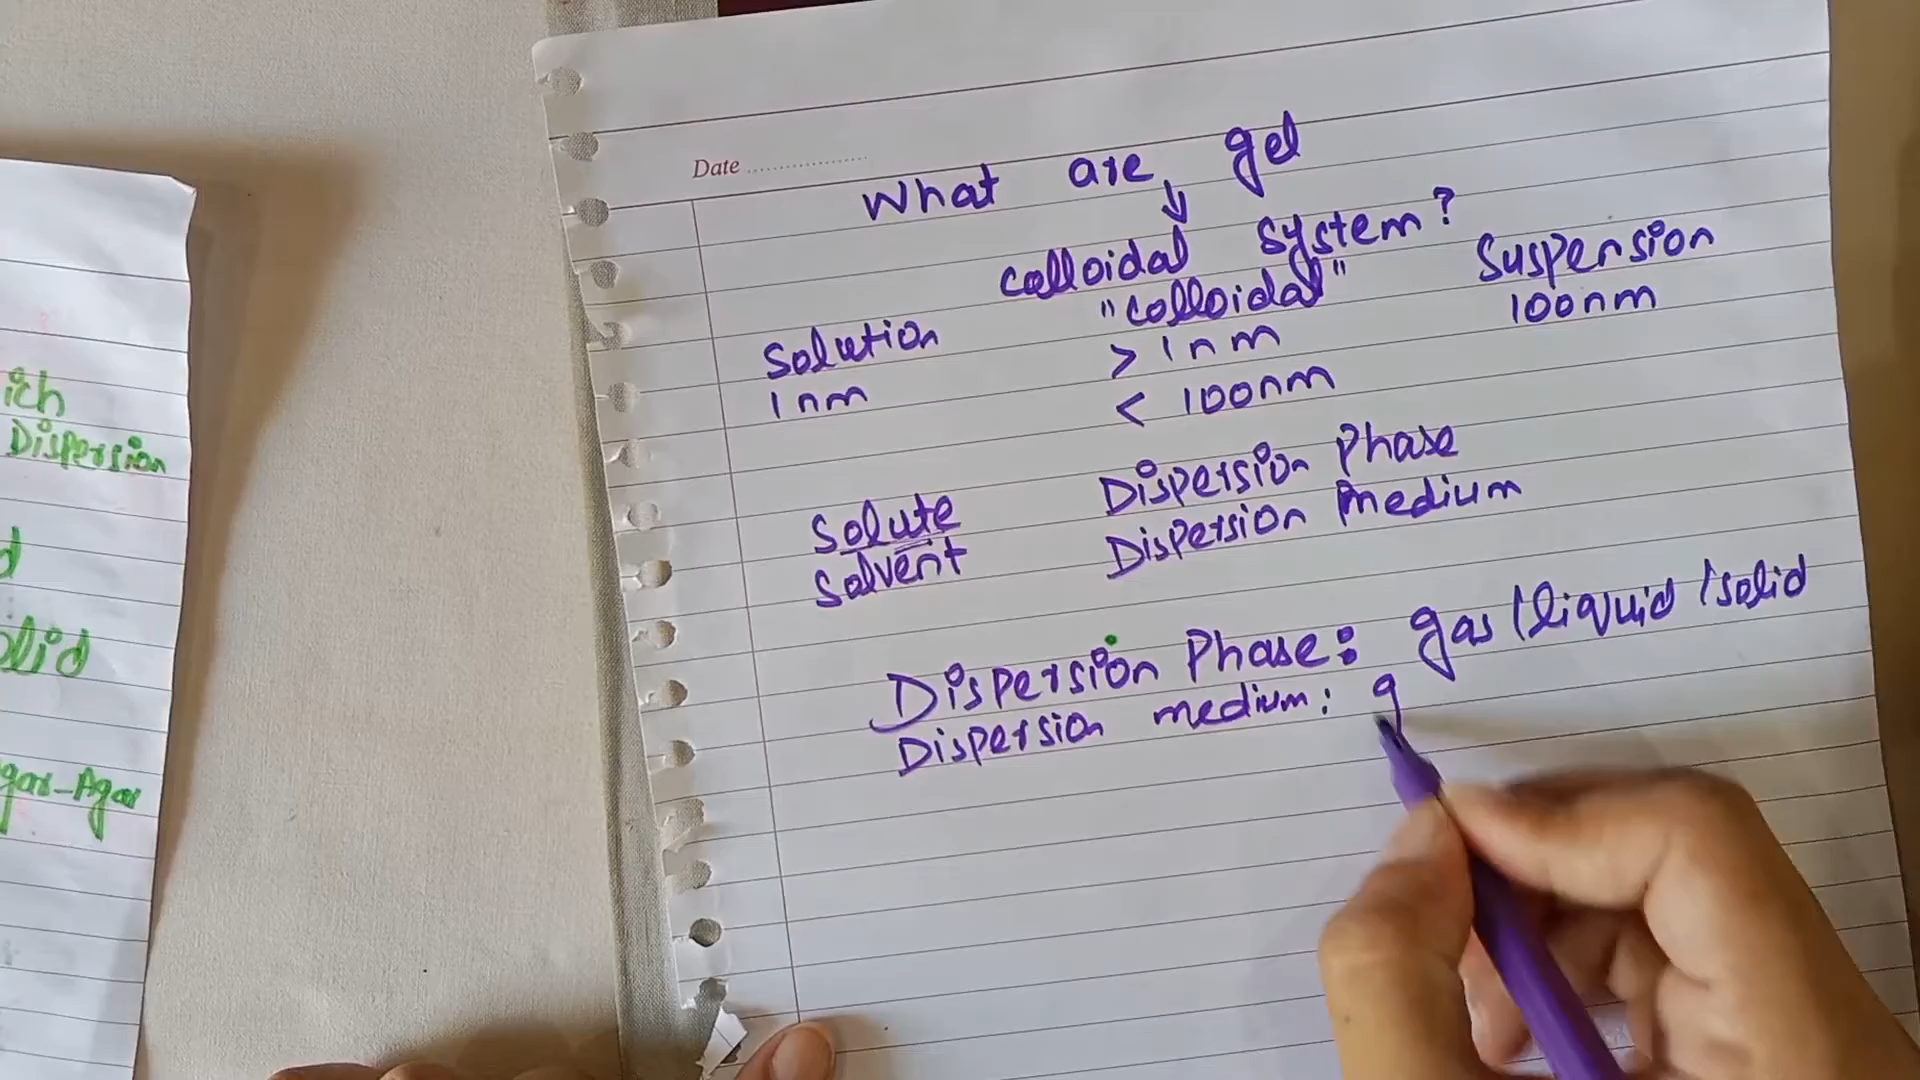 ich
Dispersion
d
gar-Agar
Date
What are gel
colloidal system?
Solution "colloidal" Suspension
1nm > 1nm 100nm
< 100nm
Solute Dispersion Phase
Solvent Dispersion Medium
Dispersion Phase: gas/liquid/solid
Dispersion medium: g